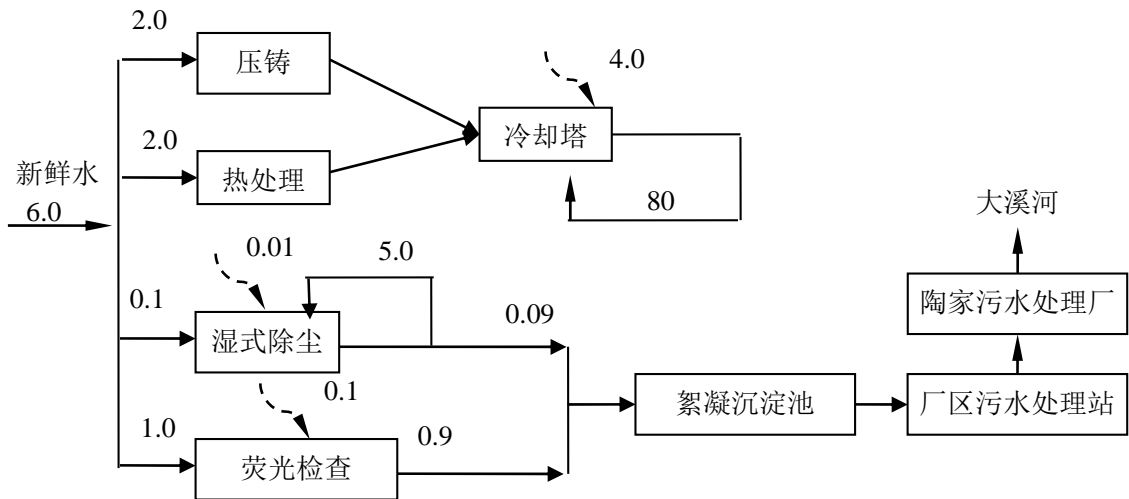 2.0
压铸
4.0
冷却塔
2.0
热处理
新鲜水
6.0
80
大溪河
0.01
5.0
陶家污水处理厂
0.1
湿式除尘
0.09
0.1
絮凝沉淀池
厂区污水处理站
1.0
荧光检查
0.9